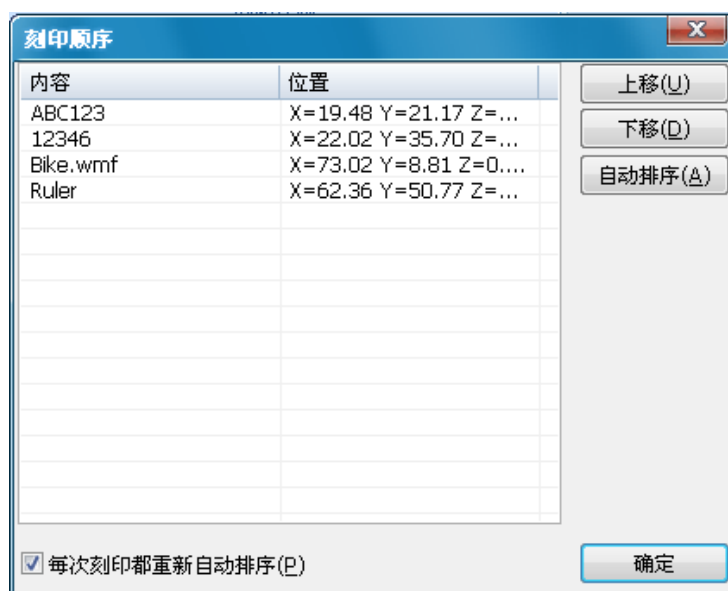 刻印顺序
内容 位置
ABC123 X=19.48 Y=21.17 Z=...
12346 X=22.02 Y=35.70 Z=...
Bike.wmf X=73.02 Y=8.81 Z=0....
Ruler X=62.36 Y=50.77 Z=...
上移(U)
下移(D)
自动排序(A)
每次刻印都重新自动排序(P)
确定